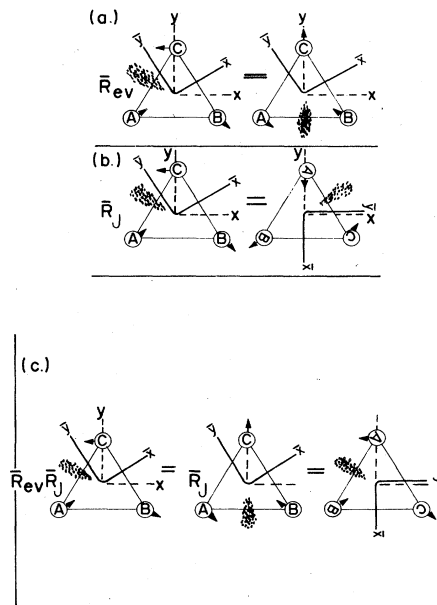 (a.)
y y
ȳ C x̄ = C
R̄ev x x
A B A B
(b.)
y y
ȳ C x̄ = A
R̄J x ȳ x
A B B C
x̄
(c.)
y
ȳ C x̄ C A
R̄evR̄J x = R̄J =
A B A B B C
x̄